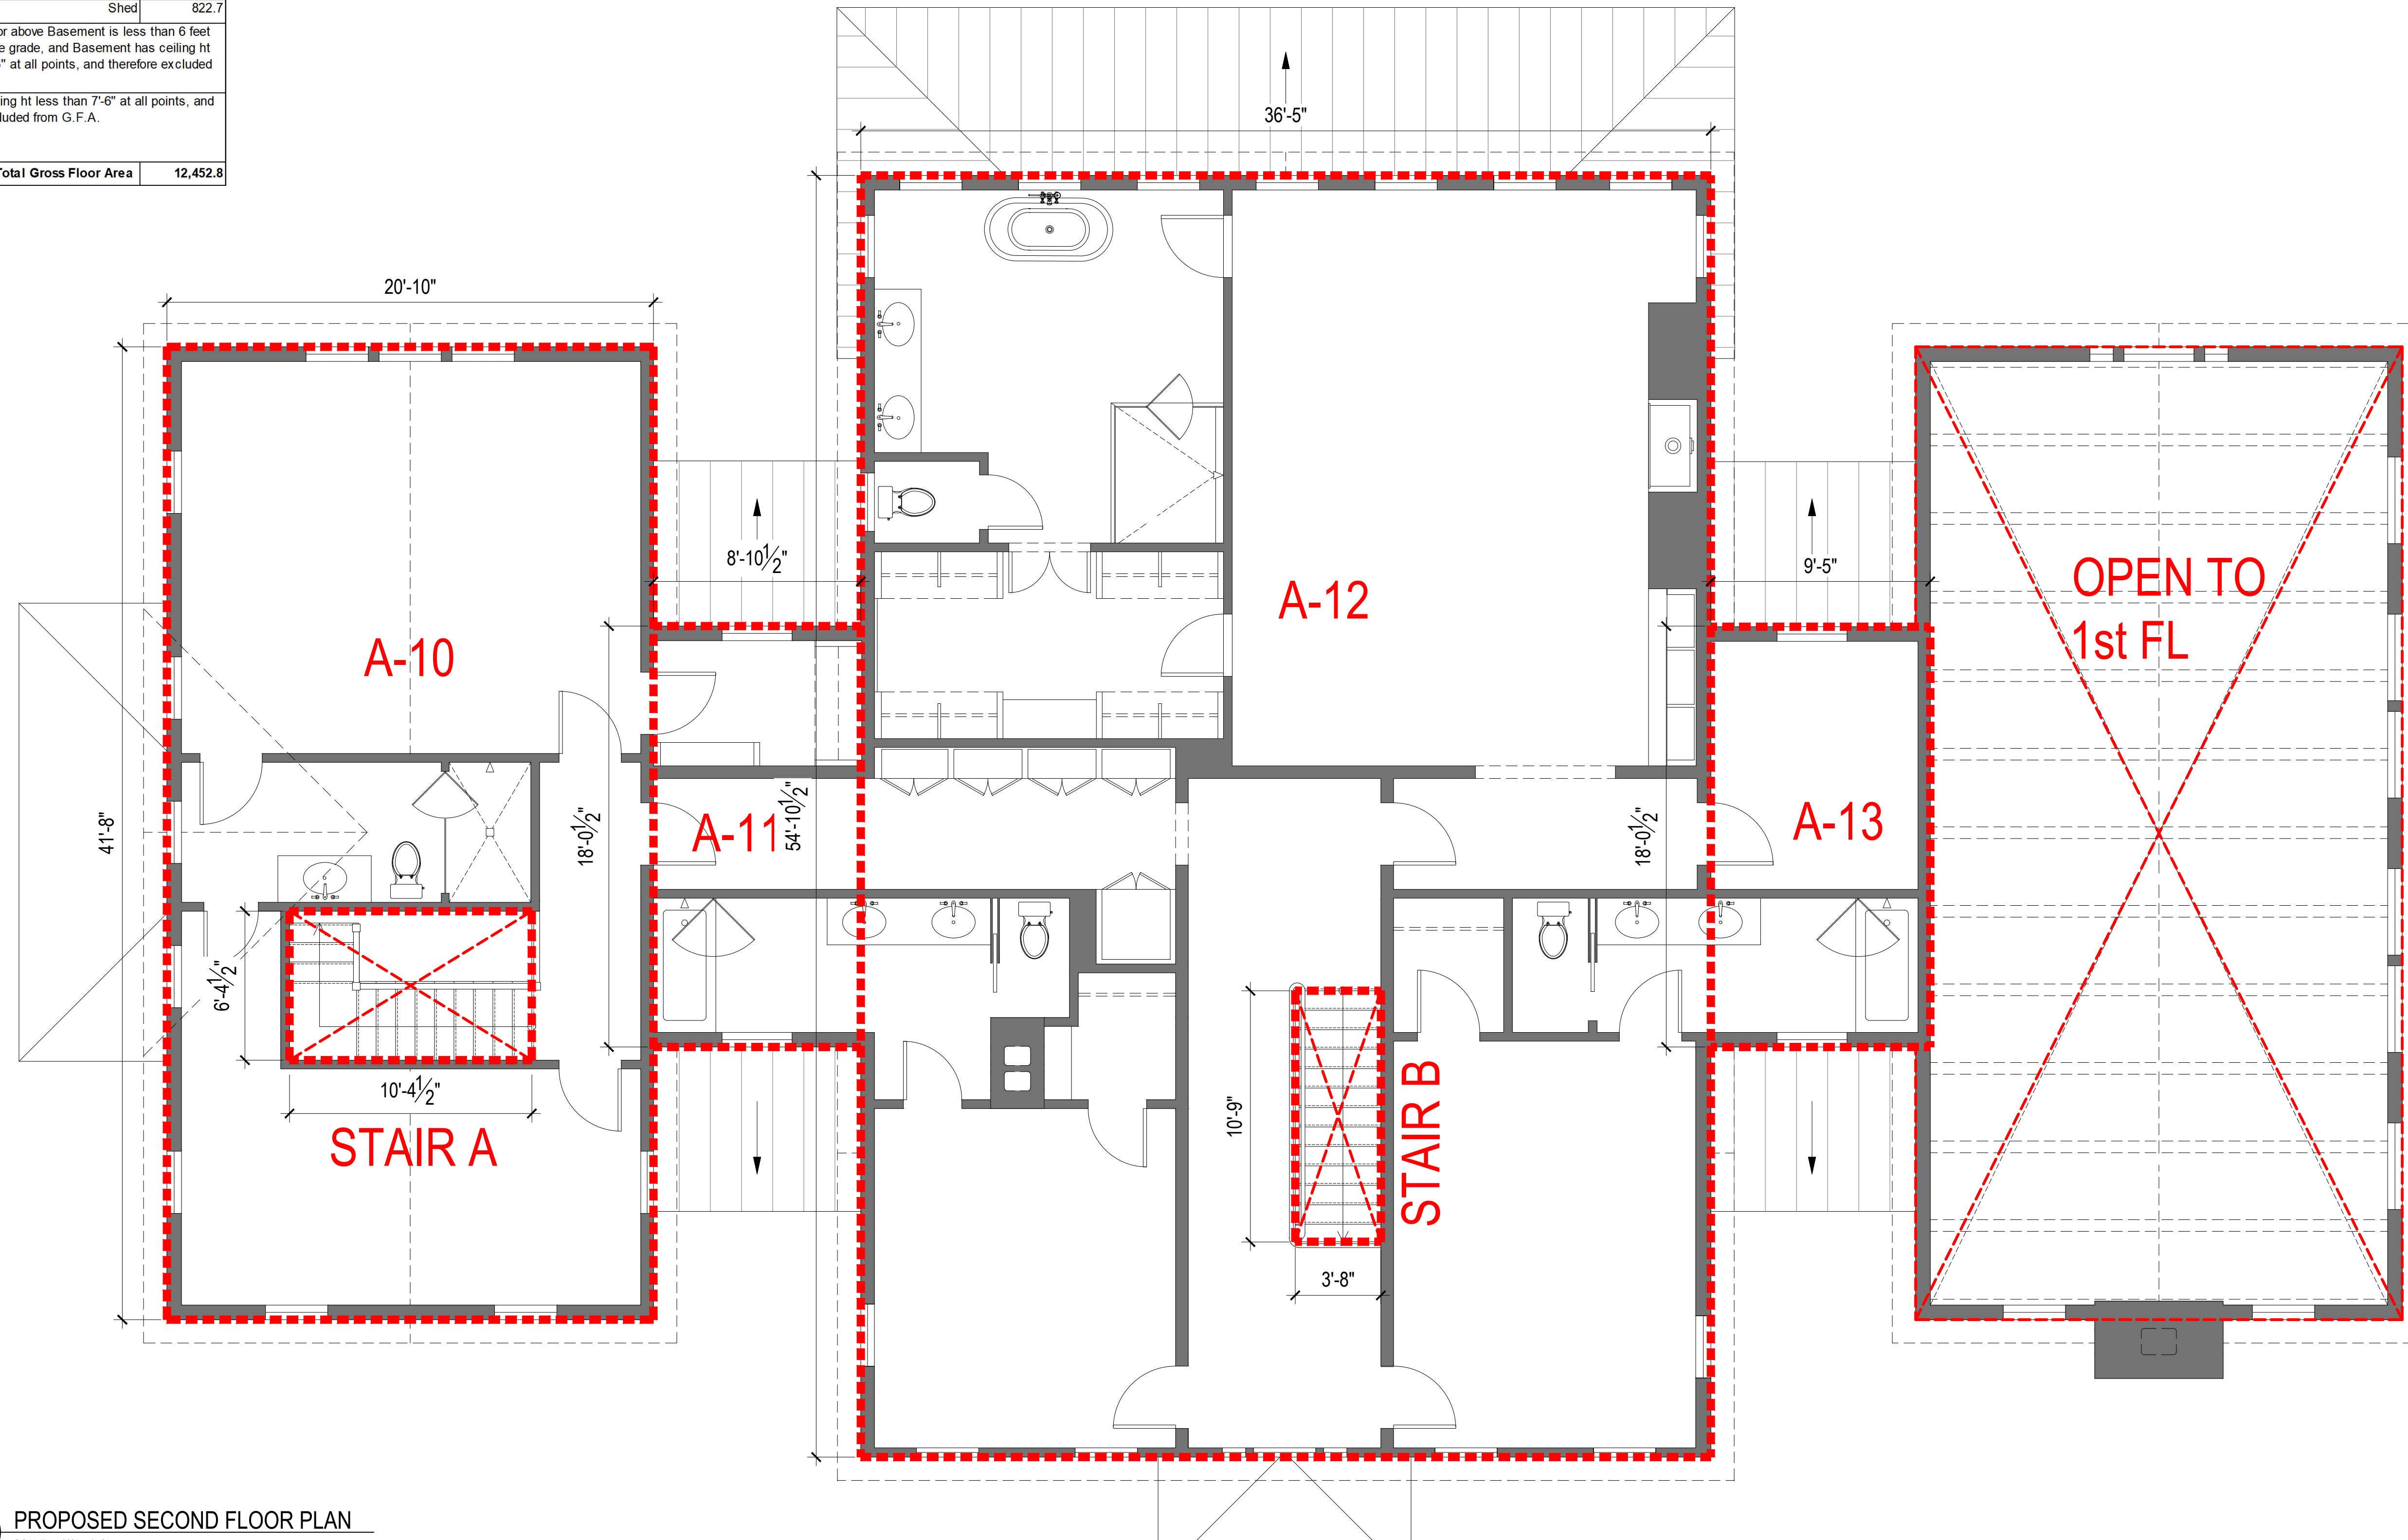 Shed 822.7
or above Basement is less than 6 feet
e grade, and Basement has ceiling ht
" at all points, and therefore excluded
ing ht less than 7'-6" at all points, and
luded from G.F.A.
Total Gross Floor Area 12,452.8
36'-5"
20'-10"
8'-10½"
9'-5"
OPEN TO
1st FL
A-12
A-10
41'-8"
18'-0½"
A-11
54'-10½"
18'-0½"
A-13
6'-4½"
10'-4½"
STAIR A
10'-9"
STAIR B
3'-8"
PROPOSED SECOND FLOOR PLAN